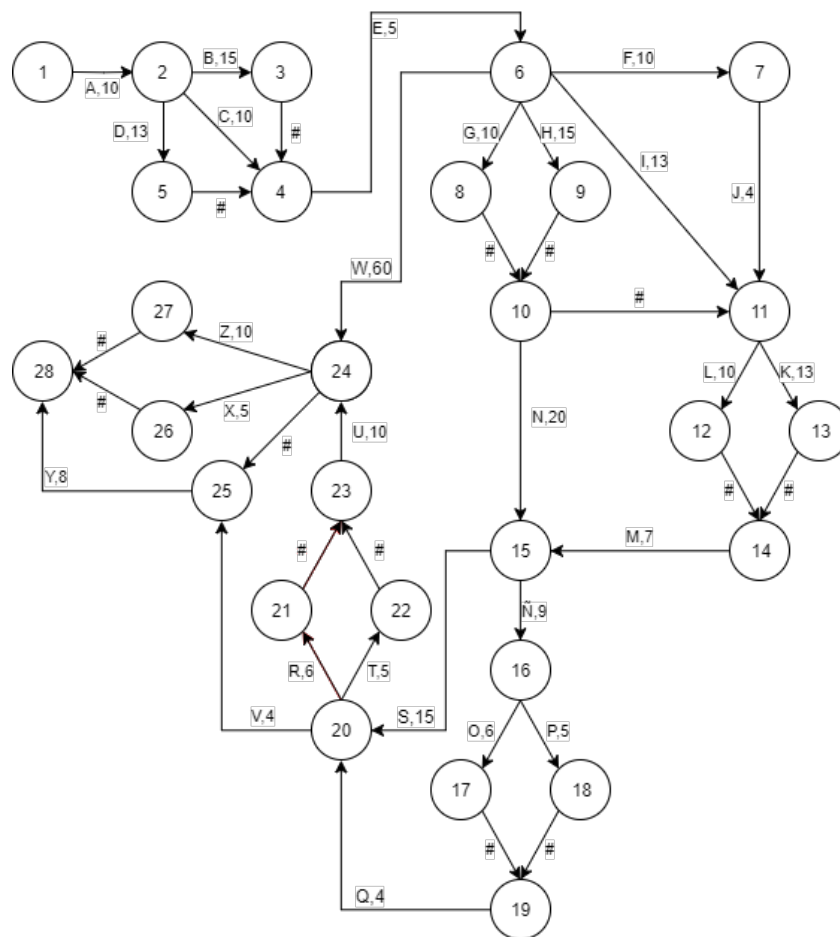 E,5
1
A,10
2
B,15
3
6
F,10
7
D,13
C,10
#
G,10
H,15
I,13
5
#
4
8
9
J,4
#
#
W,60
27
10
#
11
Z,10
#
28
24
L,10
K,13
#
X,5
26
N,20
12
13
#
U,10
Y,8
25
23
#
#
M,7
15
14
#
#
21
22
Ñ,9
R,6
T,5
16
V,4
20
S,15
O,6
P,5
17
18
#
#
Q,4
19